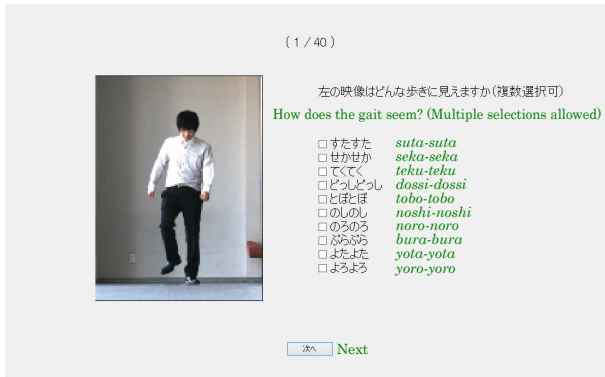 ( 1 / 40 )
左の映像はどんな歩きに見えますか(複数選択可)
How does the gait seem? (Multiple selections allowed)
すたすた suta-suta
せかせか seka-seka
てくてく teku-teku
どっしどっし dossi-dossi
とぼとぼ tobo-tobo
のしのし noshi-noshi
のろのろ noro-noro
ぶらぶら bura-bura
よたよた yota-yota
よろよろ yoro-yoro
次へ Next